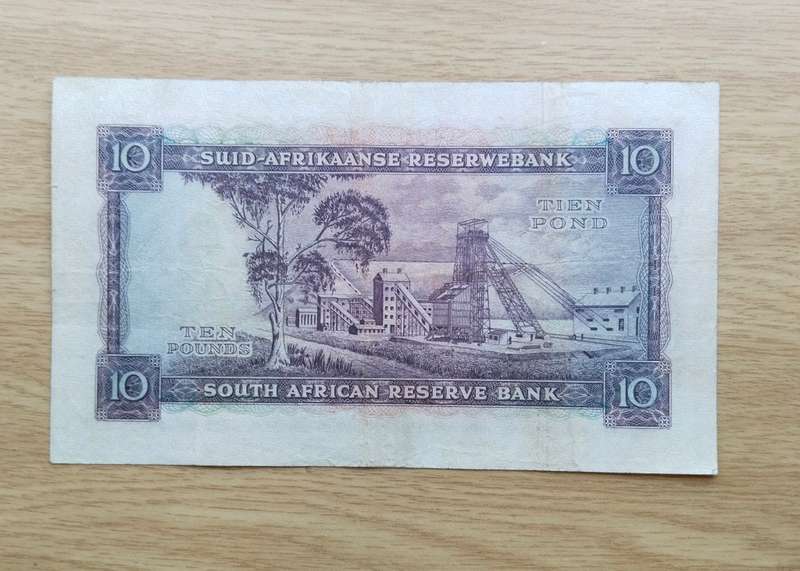 10 SUID-AFRIKAANSE RESERWEBANK 10
TIEN
POND
TEN
POUNDS
10 SOUTH AFRICAN RESERVE BANK 10